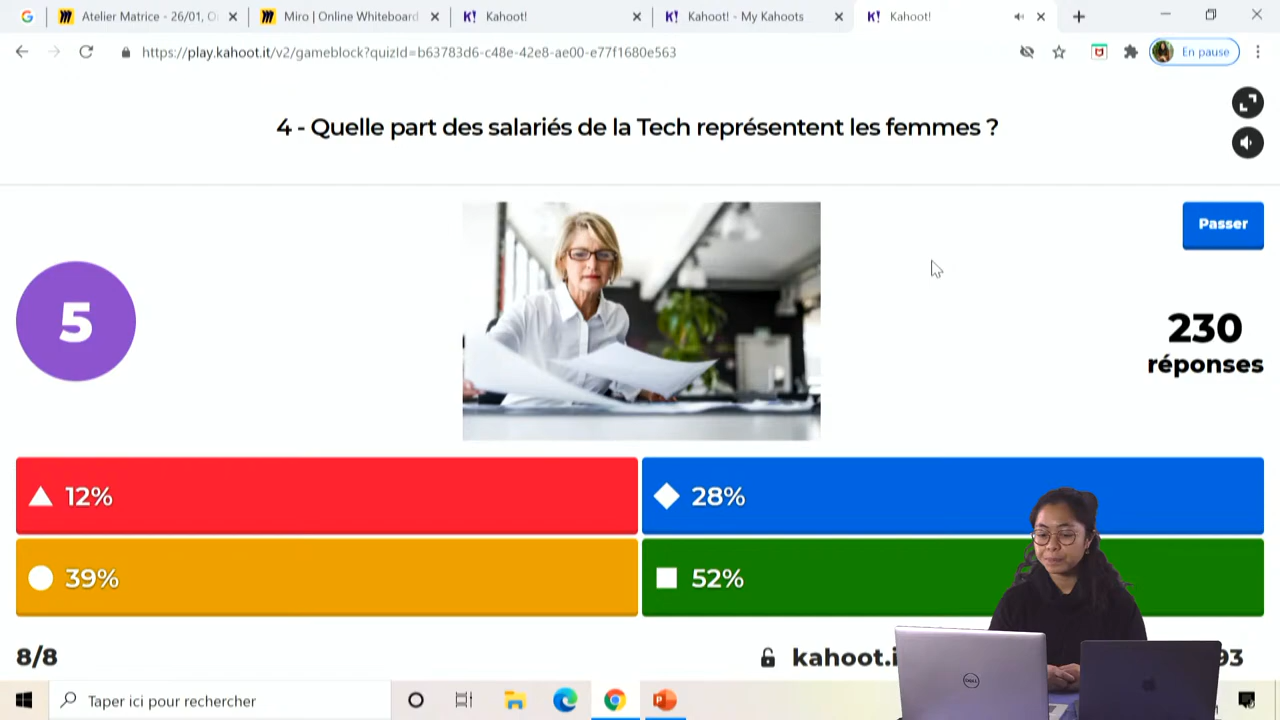 Atelier Matrice - 26/01, O
Miro | Online Whiteboard
K! Kahoot!
K! Kahoot! - My Kahoots
K! Kahoot!
https://play.kahoot.it/v2/gameblock?quizId=b63783d6-c48e-42e8-ae00-e77f1680e563
En pause
4 - Quelle part des salariés de la Tech représentent les femmes ?
Passer
5
230
réponses
12%
28%
39%
52%
8/8
kahoot.i
93
DELL
Taper ici pour rechercher